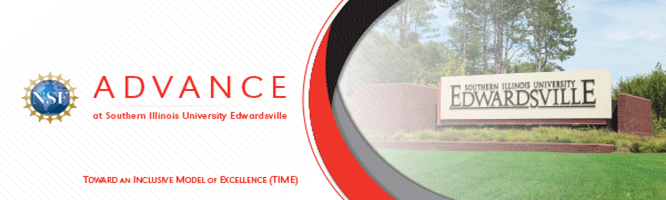 NSF
ADVANCE
at Southern Illinois University Edwardsville
TOWARD AN INCLUSIVE MODEL OF EXCELLENCE (TIME)
SOUTHERN ILLINOIS UNIVERSITY
EDWARDSVILLE